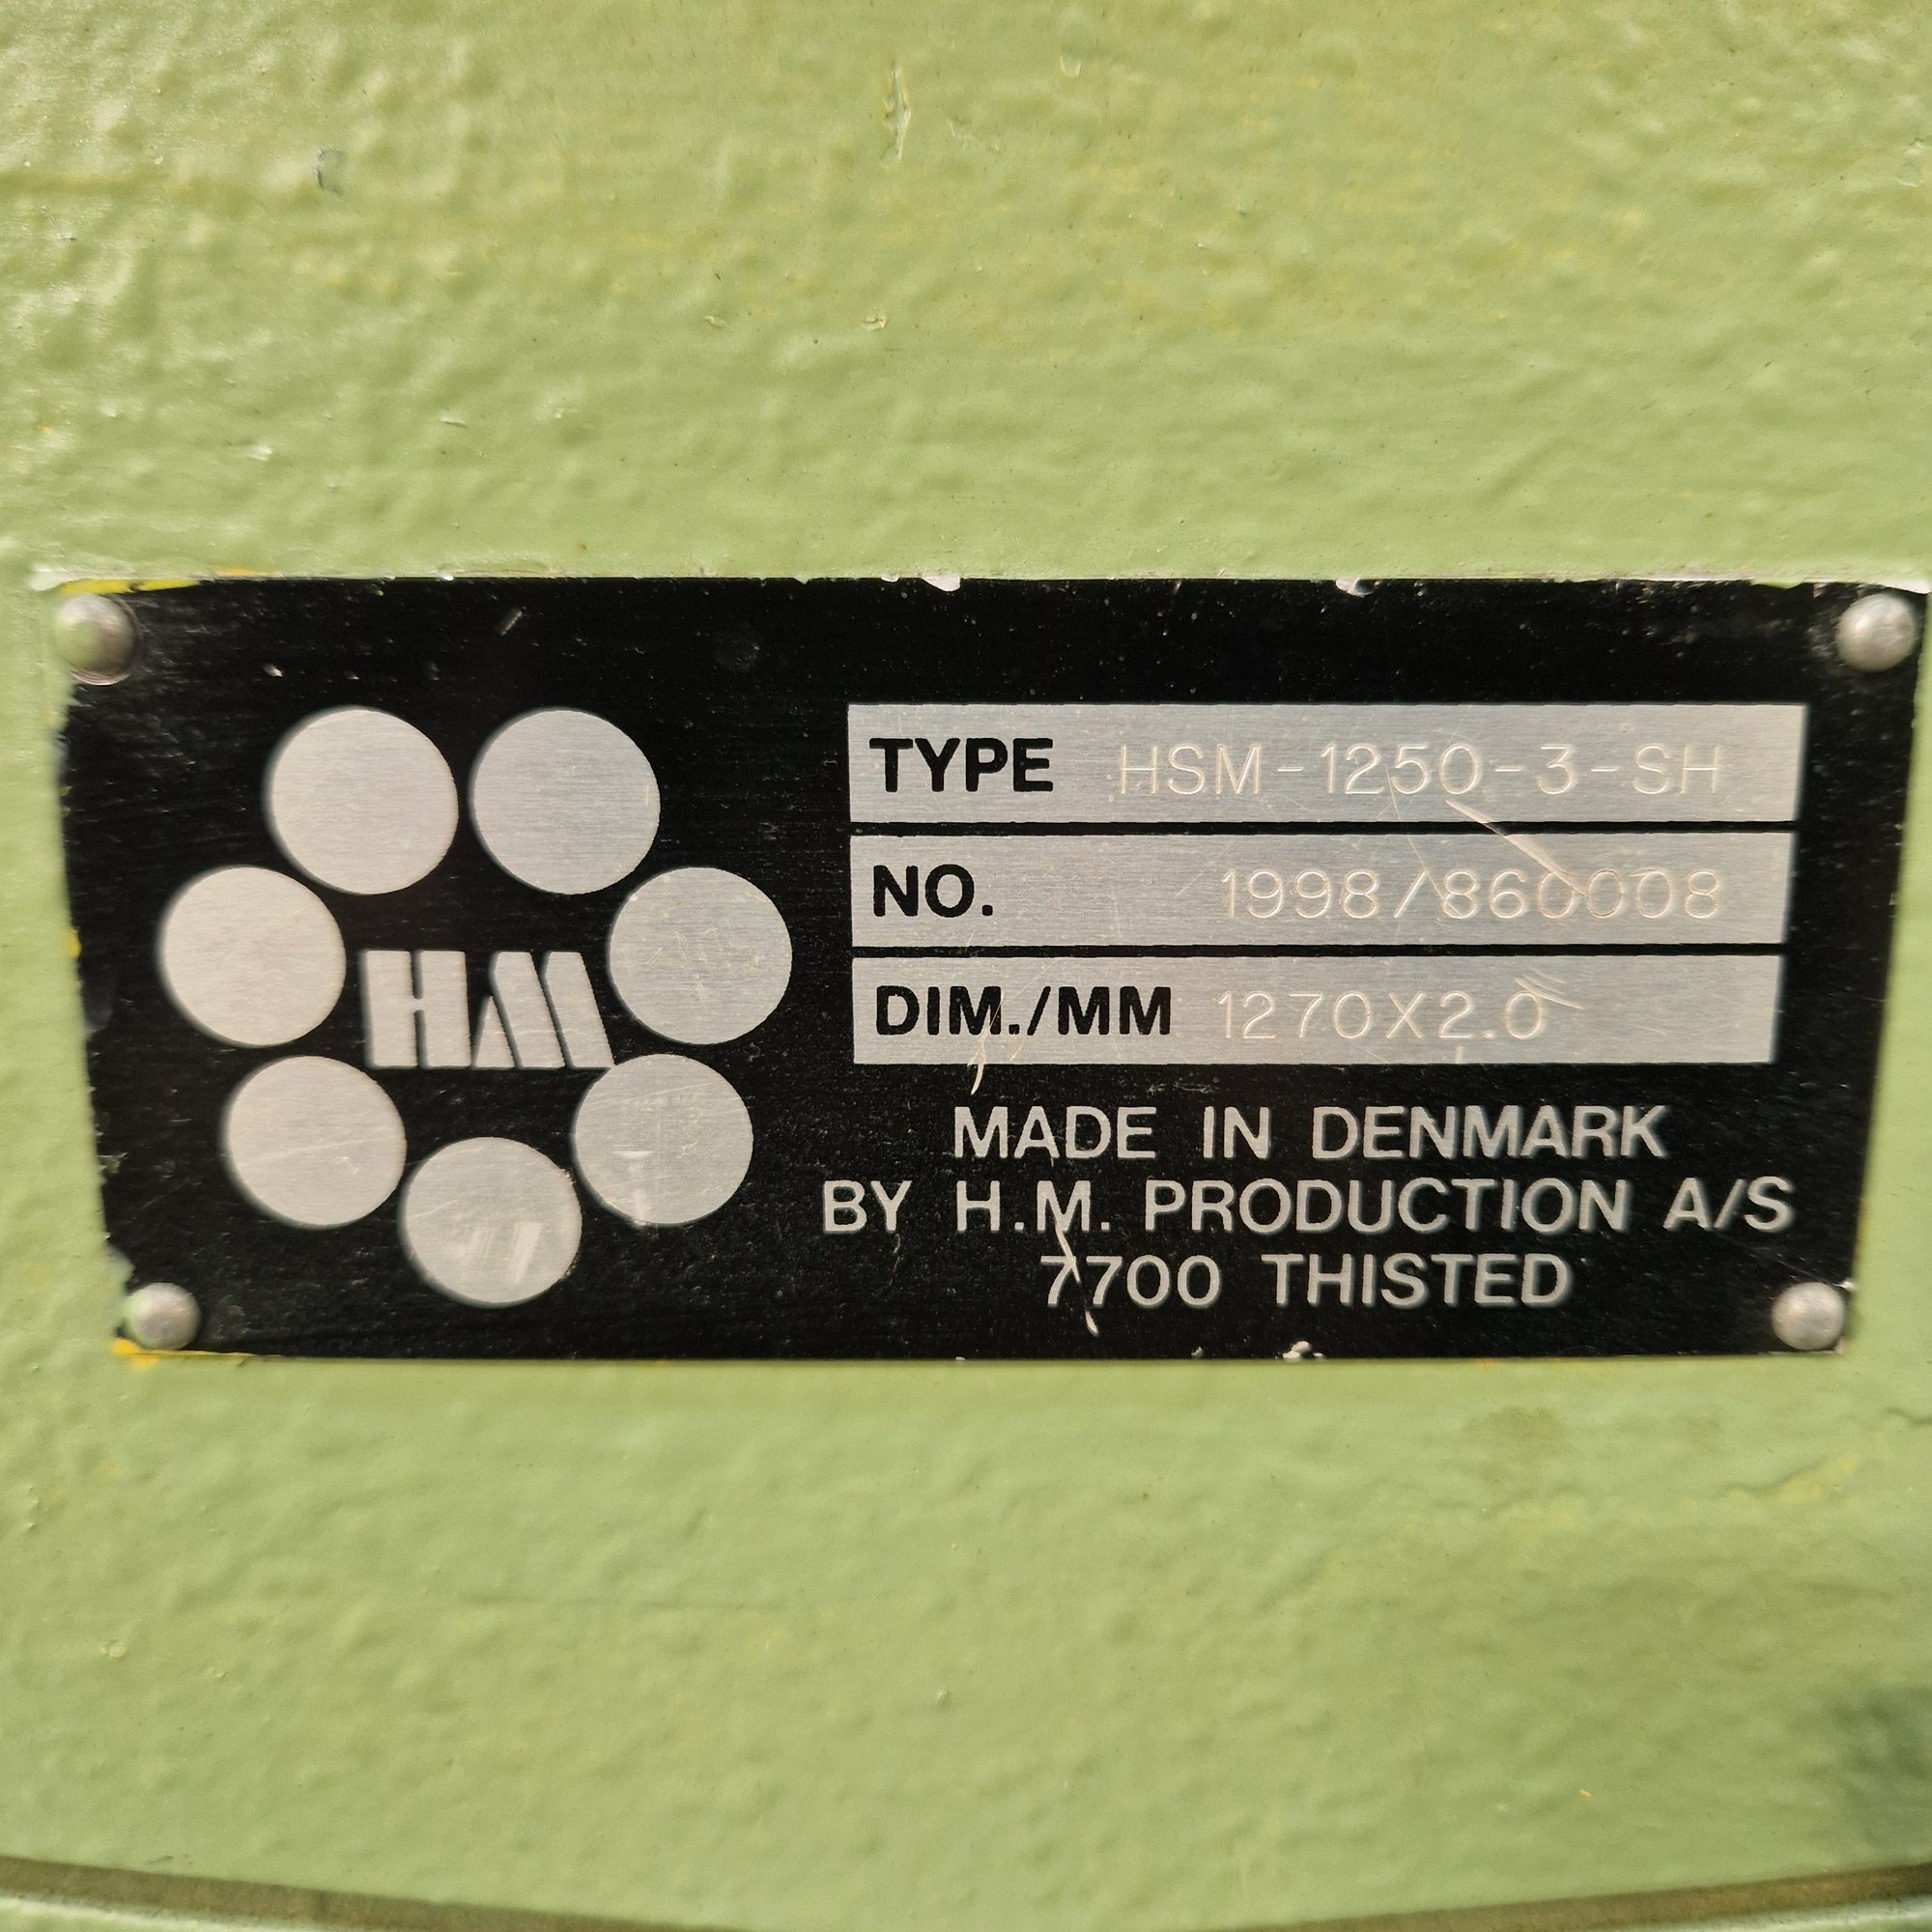 HM
TYPE HSM-1250-3-SH
NO. 1998/860008
DIM./MM 1270X2.0
MADE IN DENMARK
BY H.M. PRODUCTION A/S
7700 THISTED